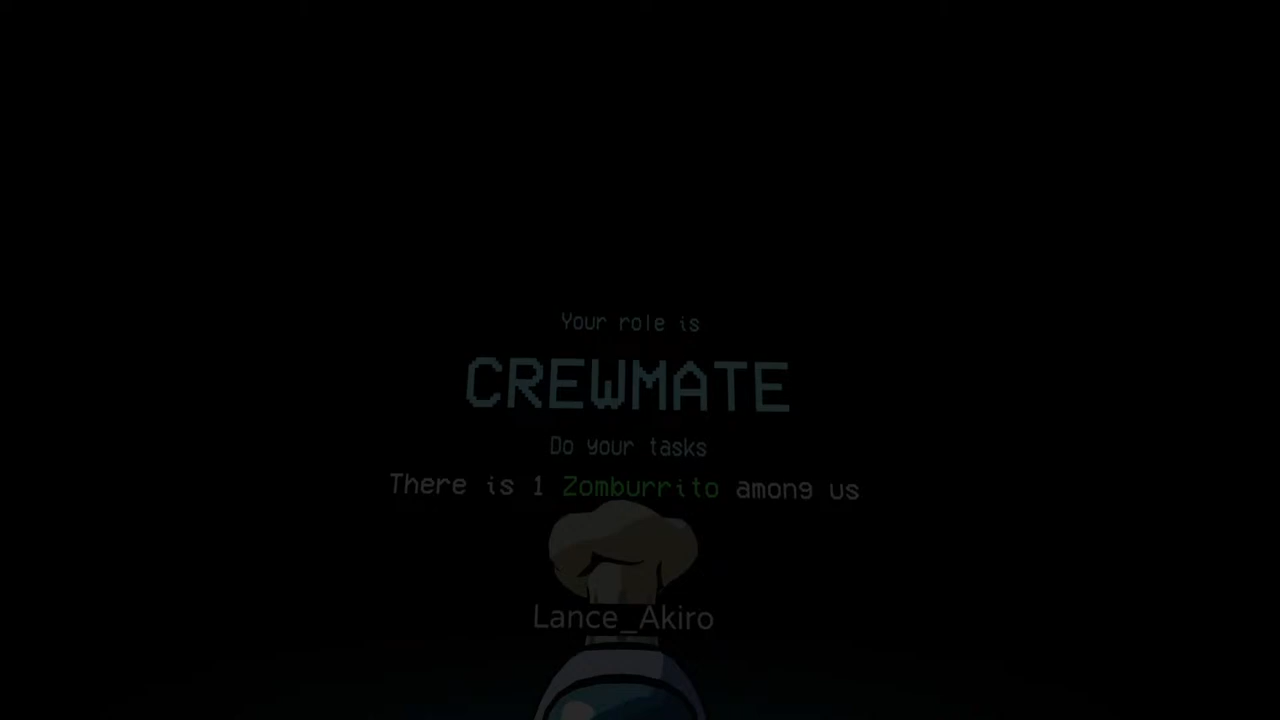 Your role is
CREWMATE
Do your tasks
There is 1 Zomburrito among us
Lance_Akiro